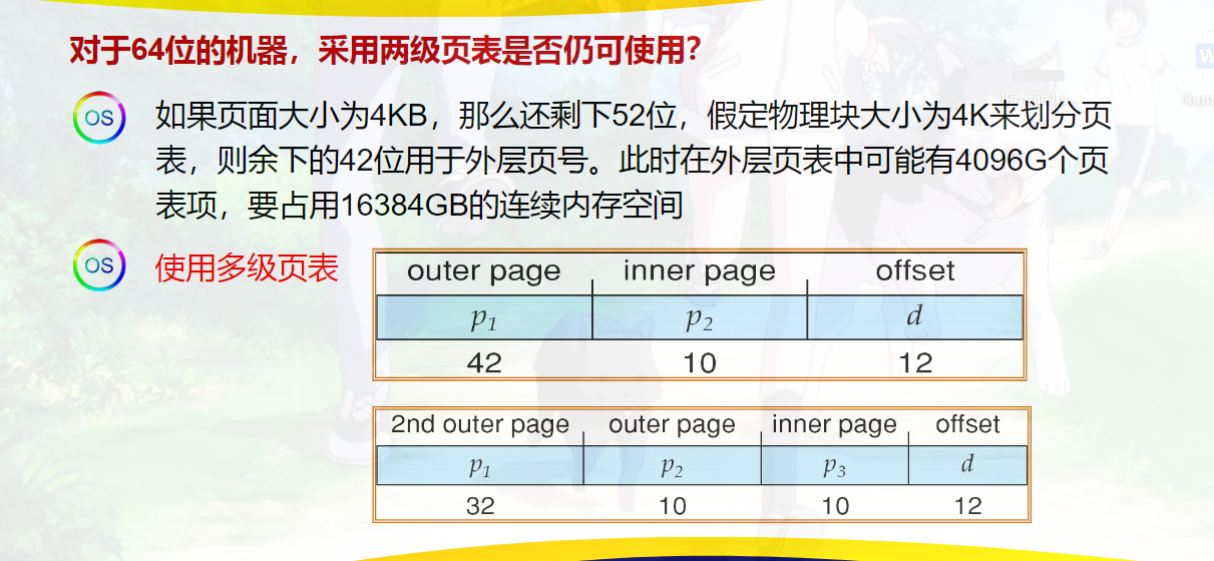 对于64位的机器，采用两级页表是否仍可使用？
OS 如果页面大小为4KB，那么还剩下52位，假定物理块大小为4K来划分页
表，则余下的42位用于外层页号。此时在外层页表中可能有4096G个页
表项，要占用16384GB的连续内存空间
OS 使用多级页表
outer page inner page offset
p1 p2 d
42 10 12
2nd outer page outer page inner page offset
p1 p2 p3 d
32 10 10 12